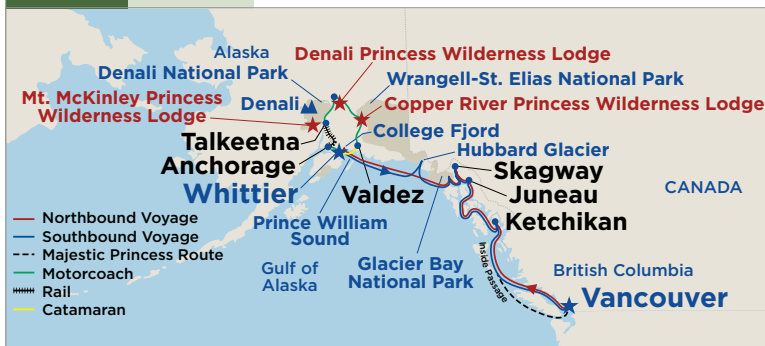 Alaska
Denali Princess Wilderness Lodge
Denali National Park
Wrangell-St. Elias National Park
Mt. McKinley Princess
Wilderness Lodge
Denali
Copper River Princess Wilderness Lodge
Talkeetna
College Fjord
Anchorage
Hubbard Glacier
Whittier
Valdez
Skagway
Juneau
CANADA
Ketchikan
Prince William
Sound
Northbound Voyage
Southbound Voyage
Majestic Princess Route
Motorcoach
Rail
Catamaran
Gulf of
Alaska
Glacier Bay
National Park
Inside Passage
British Columbia
Vancouver